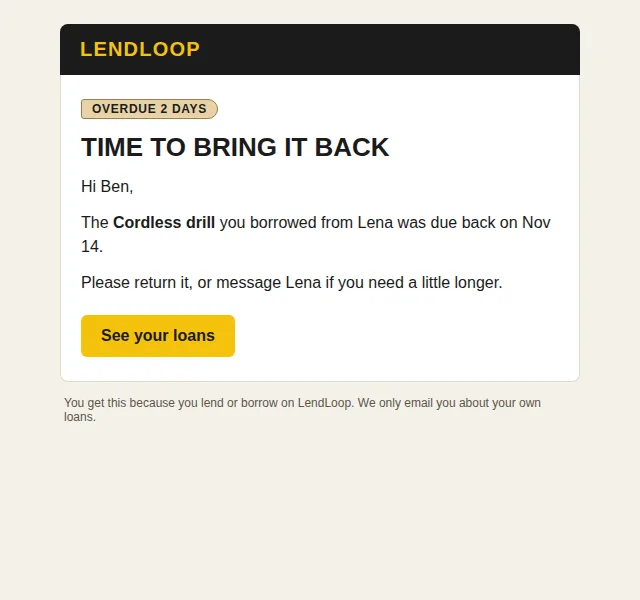 LENDLOOP
OVERDUE 2 DAYS
TIME TO BRING IT BACK
Hi Ben,
The Cordless drill you borrowed from Lena was due back on Nov
14.
Please return it, or message Lena if you need a little longer.
See your loans
You get this because you lend or borrow on LendLoop. We only email you about your own
loans.